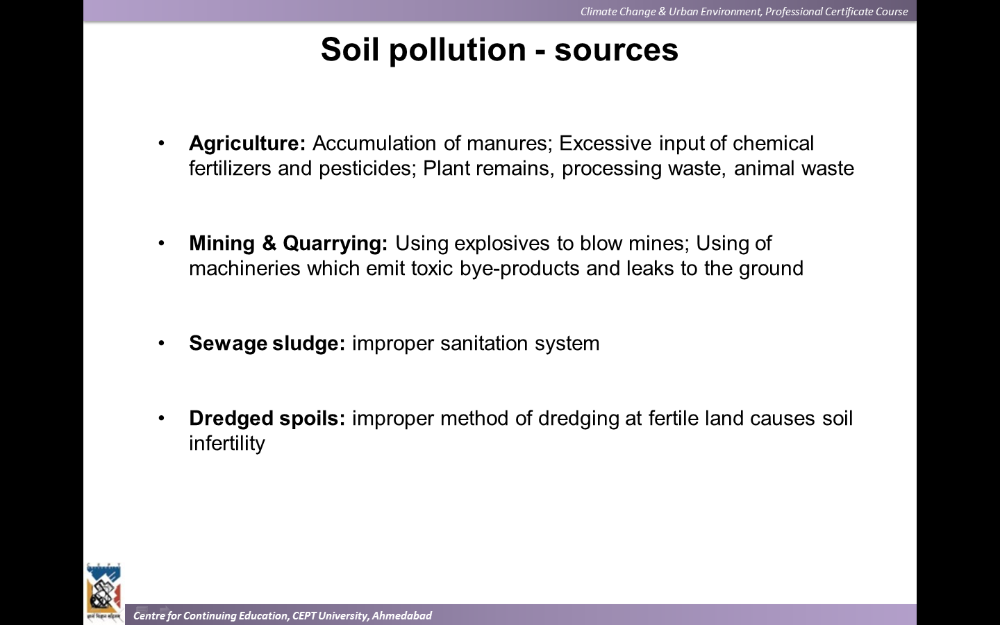 Climate Change & Urban Environment, Professional Certificate Course
Soil pollution - sources
• Agriculture: Accumulation of manures; Excessive input of chemical
fertilizers and pesticides; Plant remains, processing waste, animal waste
• Mining & Quarrying: Using explosives to blow mines; Using of
machineries which emit toxic bye-products and leaks to the ground
• Sewage sludge: improper sanitation system
• Dredged spoils: improper method of dredging at fertile land causes soil
infertility
C E P T
Centre for Continuing Education, CEPT University, Ahmedabad